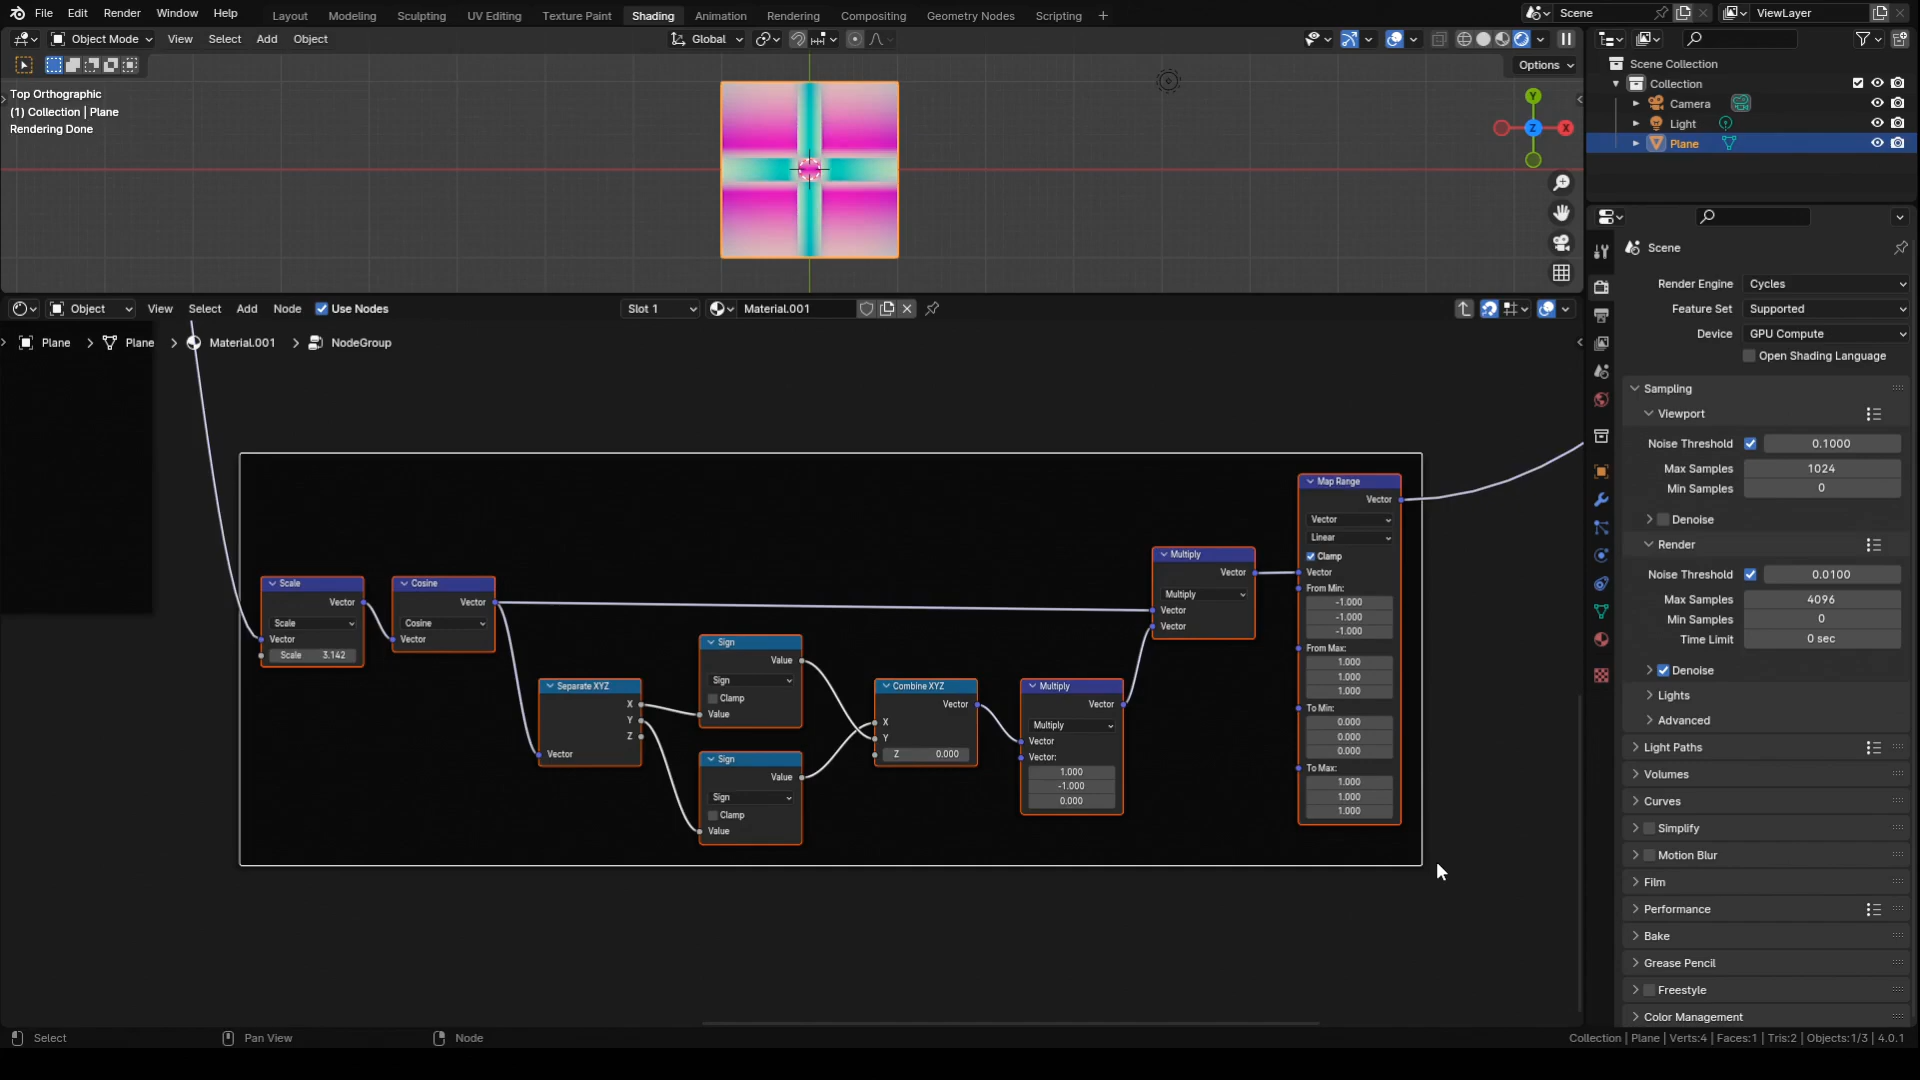 File Edit Render Window Help Layout Modeling Sculpting UV Editing Texture Paint Shading Animation Rendering Compositing Geometry Nodes Scripting + Scene ViewLayer
Object Mode View Select Add Object Global
Options
Top Orthographic
(1) Collection | Plane
Rendering Done
Y
Z
X
Scene Collection
Collection
Camera
Light
Plane
Object View Select Add Node Use Nodes Slot 1 Material.001
Plane > Plane > Material.001 > NodeGroup
Scale
Vector
Scale
Vector
Scale 3.142
Cosine
Vector
Cosine
Vector
Separate XYZ
X
Y
Z
Vector
Sign
Value
Sign
Clamp
Value
Sign
Value
Sign
Clamp
Value
Combine XYZ
Vector
X
Y
Z 0.000
Multiply
Vector
Multiply
Vector
Vector:
1.000
-1.000
0.000
Multiply
Vector
Multiply
Vector
Vector
Map Range
Vector
Vector
Linear
Clamp
Vector
From Min:
-1.000
-1.000
-1.000
From Max:
1.000
1.000
1.000
To Min:
0.000
0.000
0.000
To Max:
1.000
1.000
1.000
Scene
Render Engine Cycles
Feature Set Supported
Device GPU Compute
Open Shading Language
Sampling
Viewport
Noise Threshold 0.1000
Max Samples 1024
Min Samples 0
Denoise
Render
Noise Threshold 0.0100
Max Samples 4096
Min Samples 0
Time Limit 0 sec
Denoise
Lights
Advanced
Light Paths
Volumes
Curves
Simplify
Motion Blur
Film
Performance
Bake
Grease Pencil
Freestyle
Color Management
Select Pan View Node Collection | Plane | Verts:4 | Faces:1 | Tris:2 | Objects:1/3 | 4.0.1